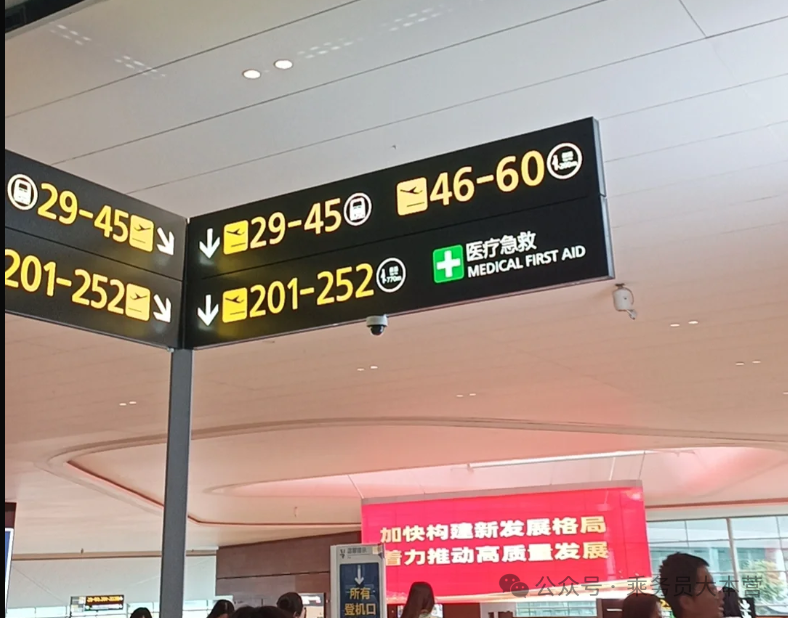 29-45
201-252
29-45
46-60
201-252
医疗急救
MEDICAL FIRST AID
加快构建新发展格局
着力推动高质量发展
所有
登机口
公众号 · 乘务员大本营